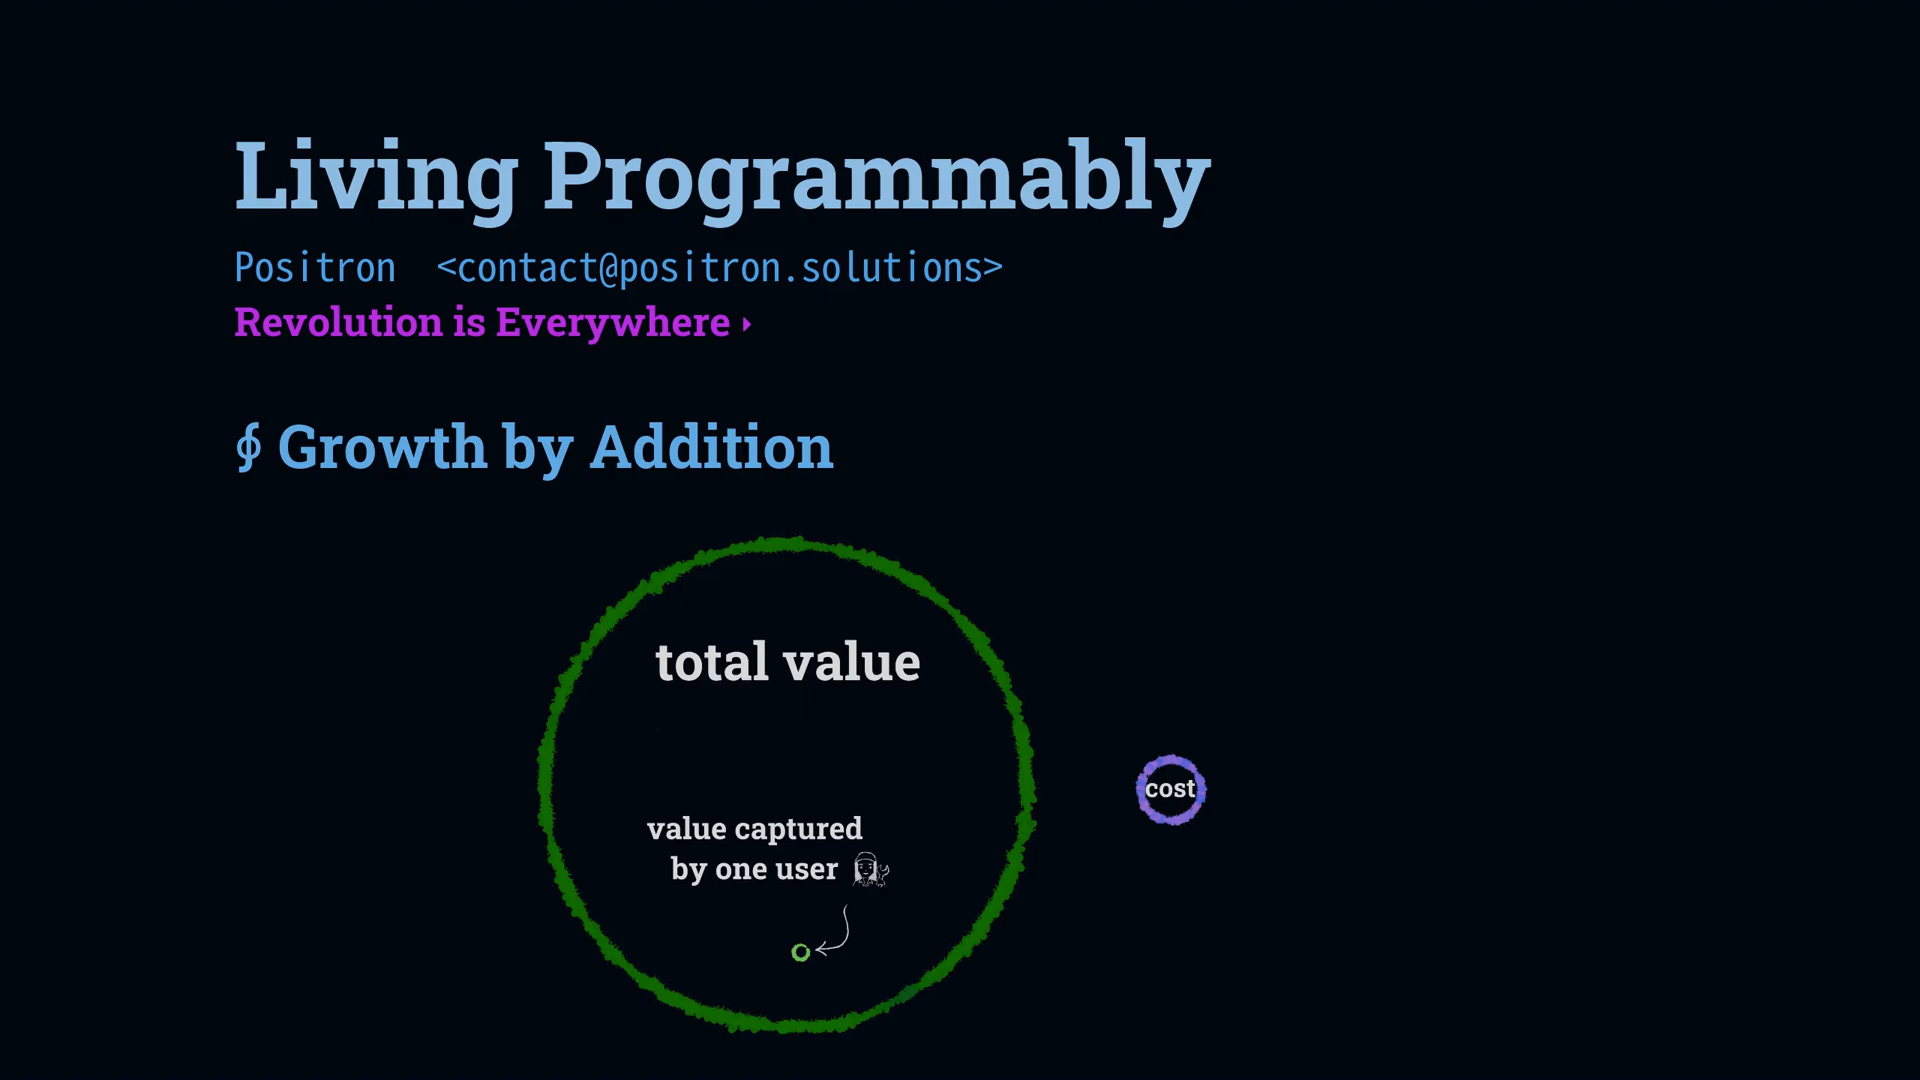 Living Programmably
Positron <contact@positron.solutions>
Revolution is Everywhere
∮ Growth by Addition
total value
cost
value captured
by one user